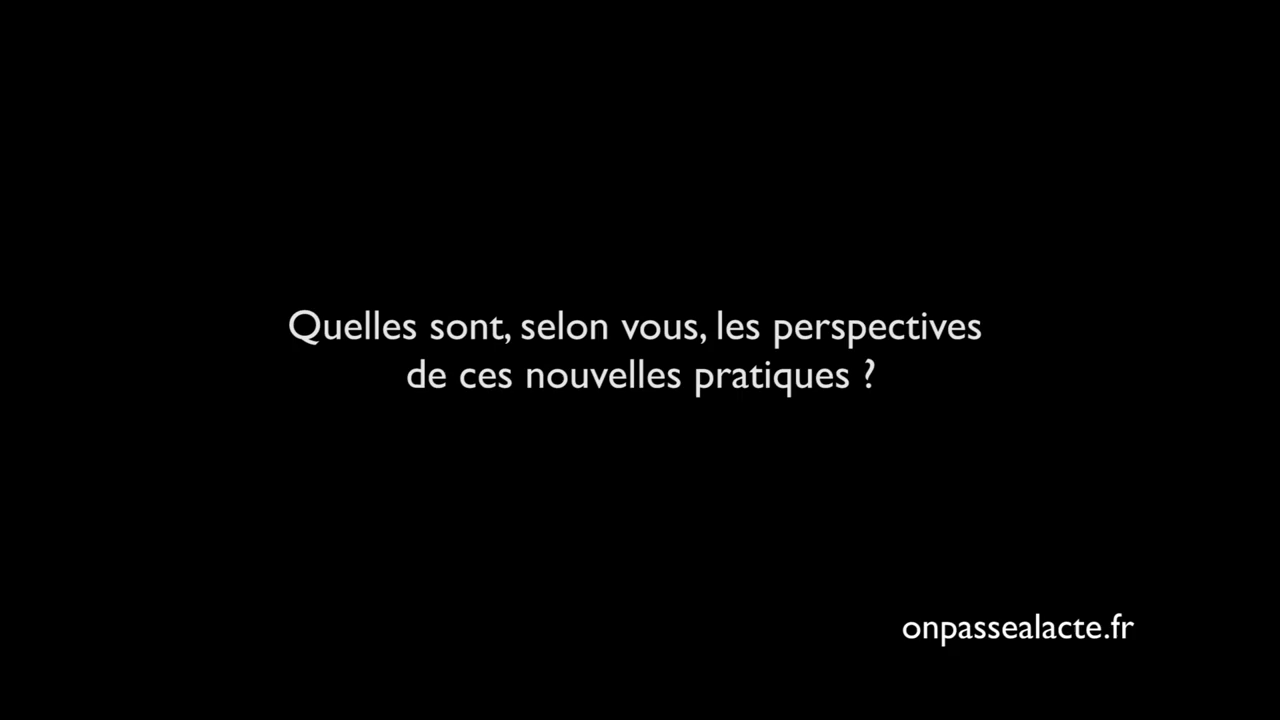 Quelles sont, selon vous, les perspectives
de ces nouvelles pratiques ?
onpassealacte.fr